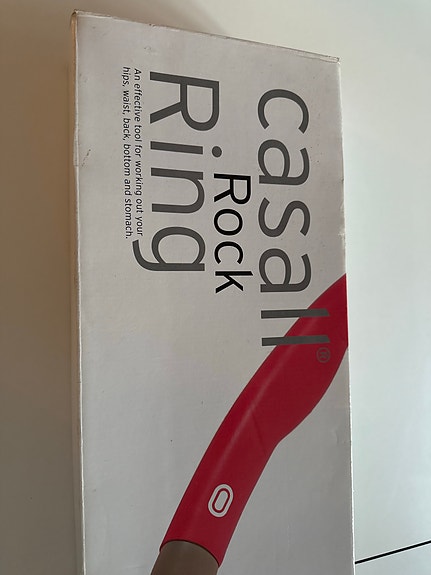 casall®
Rock
Ring
An effective tool for working out your
hips, waist, back, bottom and stomach.